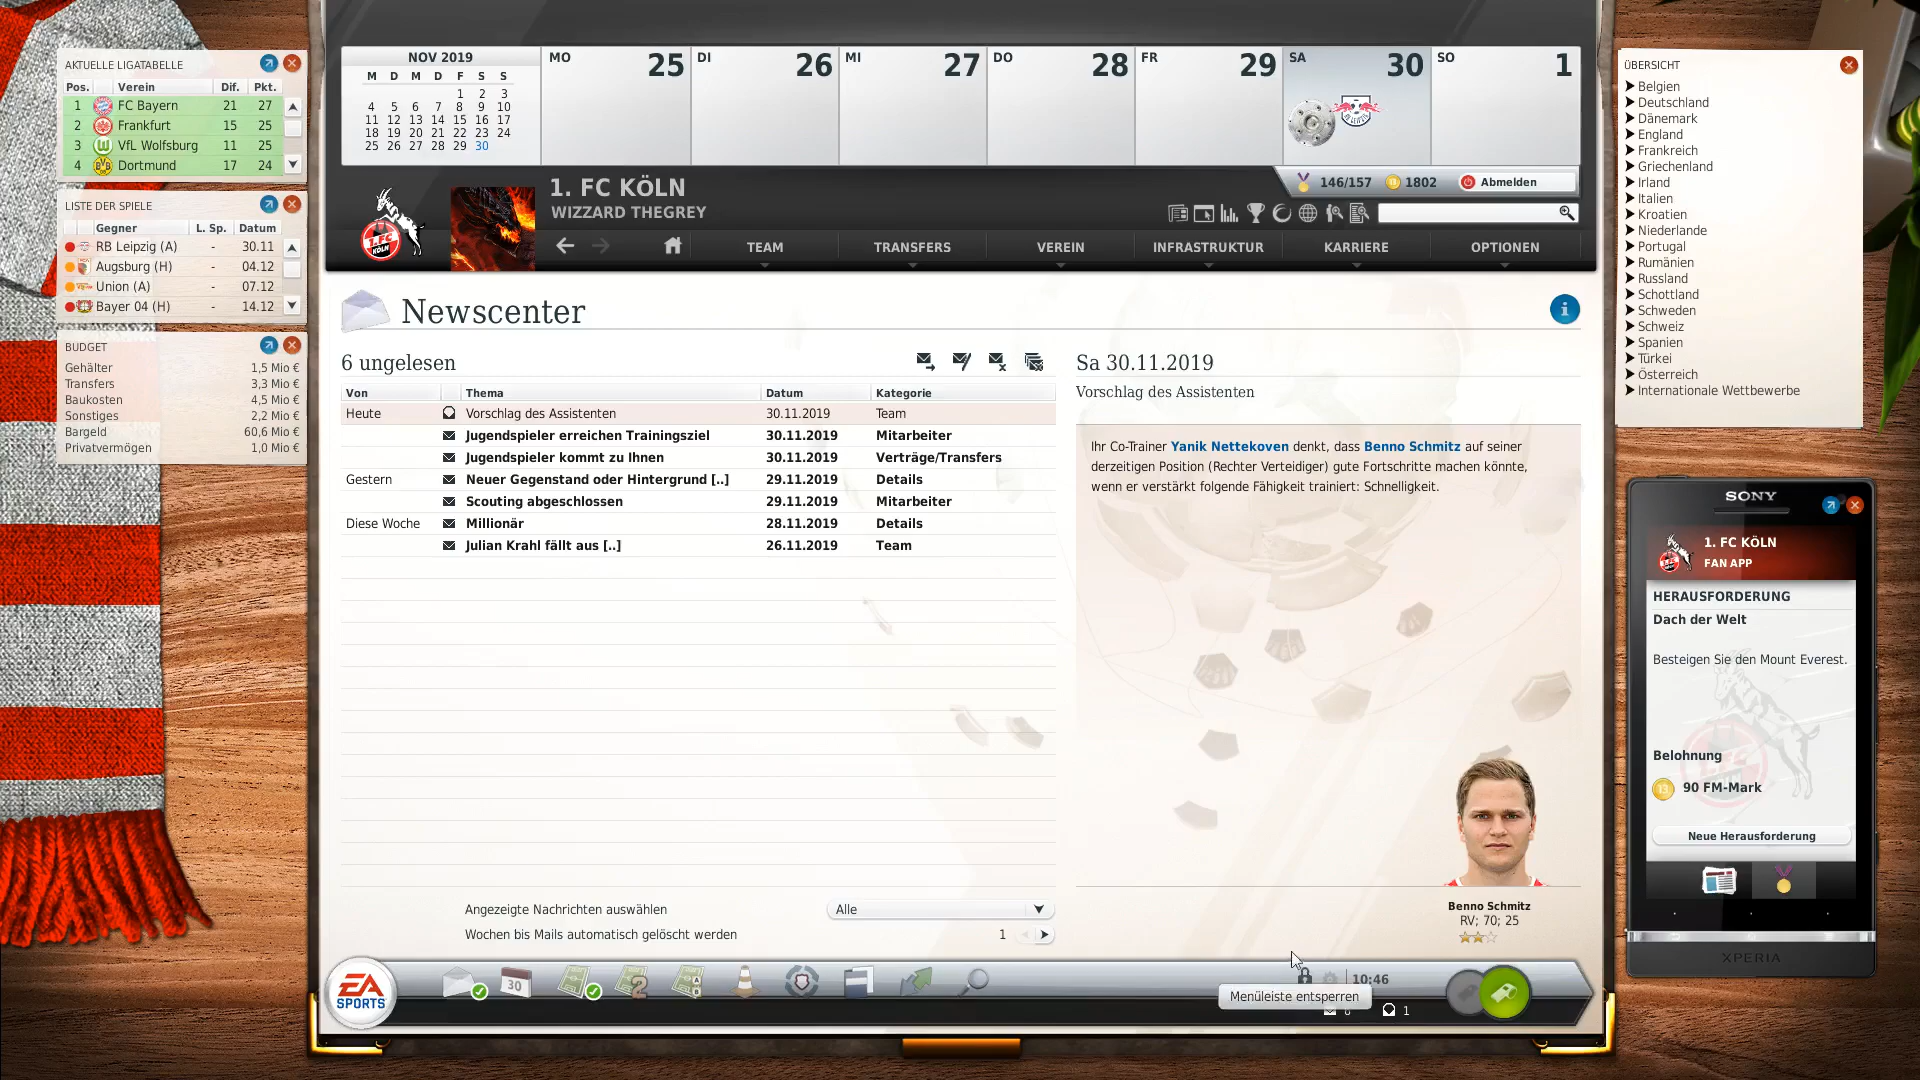 AKTUELLE LIGATABELLE
Pos. Verein Dif. Pkt.
1 FC Bayern 21 27
2 Frankfurt 15 25
3 VfL Wolfsburg 11 25
4 Dortmund 17 24
LISTE DER SPIELE
Gegner L. Sp. Datum
RB Leipzig (A) - 30.11
Augsburg (H) - 04.12
Union (A) - 07.12
Bayer 04 (H) - 14.12
BUDGET
Gehälter 1,5 Mio €
Transfers 3,3 Mio €
Baukosten 4,5 Mio €
Sonstiges 2,2 Mio €
Bargeld 60,6 Mio €
Privatvermögen 1,0 Mio €
NOV 2019
M D M D F S S
1 2 3
4 5 6 7 8 9 10
11 12 13 14 15 16 17
18 19 20 21 22 23 24
25 26 27 28 29 30
MO 25 DI 26 MI 27 DO 28 FR 29 SA 30 SO 1
146/157 1802 Abmelden
1. FC KÖLN
WIZZARD THEGREY
TEAM TRANSFERS VEREIN INFRASTRUKTUR KARRIERE OPTIONEN
Newscenter
6 ungelesen
Von Thema Datum Kategorie
Heute Vorschlag des Assistenten 30.11.2019 Team
Jugendspieler erreichen Trainingsziel 30.11.2019 Mitarbeiter
Jugendspieler kommt zu Ihnen 30.11.2019 Verträge/Transfers
Gestern Neuer Gegenstand oder Hintergrund [..] 29.11.2019 Details
Scouting abgeschlossen 29.11.2019 Mitarbeiter
Diese Woche Millionär 28.11.2019 Details
Julian Krahl fällt aus [..] 26.11.2019 Team
Angezeigte Nachrichten auswählen Alle
Wochen bis Mails automatisch gelöscht werden 1
Sa 30.11.2019
Vorschlag des Assistenten
Ihr Co-Trainer Yanik Nettekoven denkt, dass Benno Schmitz auf seiner
derzeitigen Position (Rechter Verteidiger) gute Fortschritte machen könnte,
wenn er verstärkt folgende Fähigkeit trainiert: Schnelligkeit.
Benno Schmitz
RV; 70; 25
EA
SPORTS
30
2
10:46
Menüleiste entsperren
1
ÜBERSICHT
Belgien
Deutschland
Dänemark
England
Frankreich
Griechenland
Irland
Italien
Kroatien
Niederlande
Portugal
Rumänien
Russland
Schottland
Schweden
Schweiz
Spanien
Türkei
Österreich
Internationale Wettbewerbe
SONY
1. FC KÖLN
FAN APP
HERAUSFORDERUNG
Dach der Welt
Besteigen Sie den Mount Everest.
Belohnung
90 FM-Mark
Neue Herausforderung
XPERIA